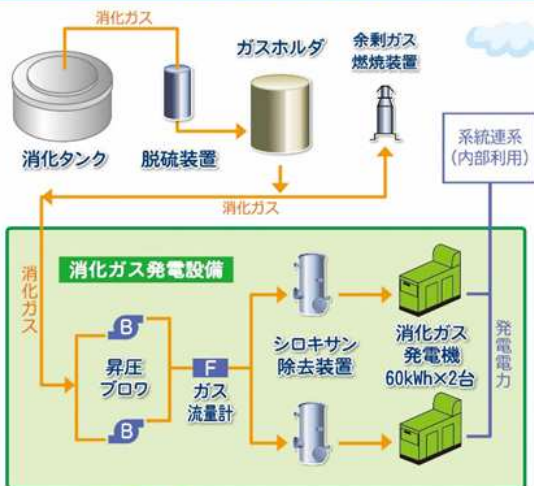 消化ガス
ガスホルダ
余剰ガス
燃焼装置
消化タンク
脱硫装置
系統連系
（内部利用）
消化ガス
消化ガス
消化ガス発電設備
B
昇圧
ブロワ
B
F
ガス
流量計
シロキサン
除去装置
消化ガス
発電機
60kWh×2台
発電電力